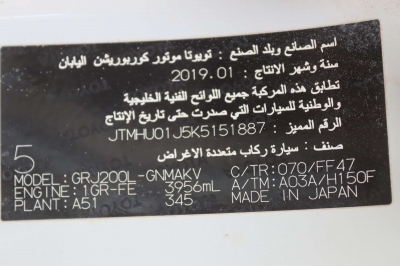 اسم الصانع وبلد الصنع : تويوتا موتور كوربوريشن اليابان
سنة وشهر الانتاج : 2019.01
تطابق هذه المركبة جميع اللوائح الفنية الخليجية
والوطنية للسيارات التي صدرت حتى تاريخ الإنتاج
الرقم المميز : JTMHU01J5K5151887
صنف : سيارة ركاب متعددة الاغراض
5
MODEL: GRJ200L-GNMAKV C/TR: 070/FF47
ENGINE: 1GR-FE 3956mL A/TM: A03A/H150F
PLANT: A51 345 MADE IN JAPAN